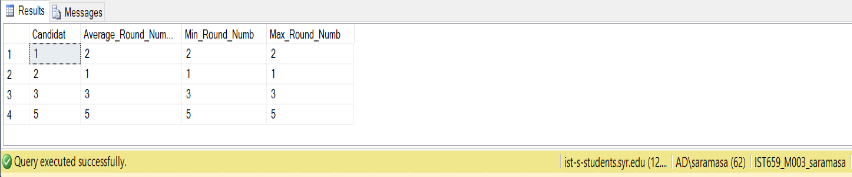 Results Messages
Candidat Average_Round_Num... Min_Round_Numb Max_Round_Numb
1 1 2 2 2
2 2 1 1 1
3 3 3 3 3
4 5 5 5 5
Query executed successfully. ist-s-students.syr.edu (12.... AD\saramasa (62) IST659_M003_saramasa